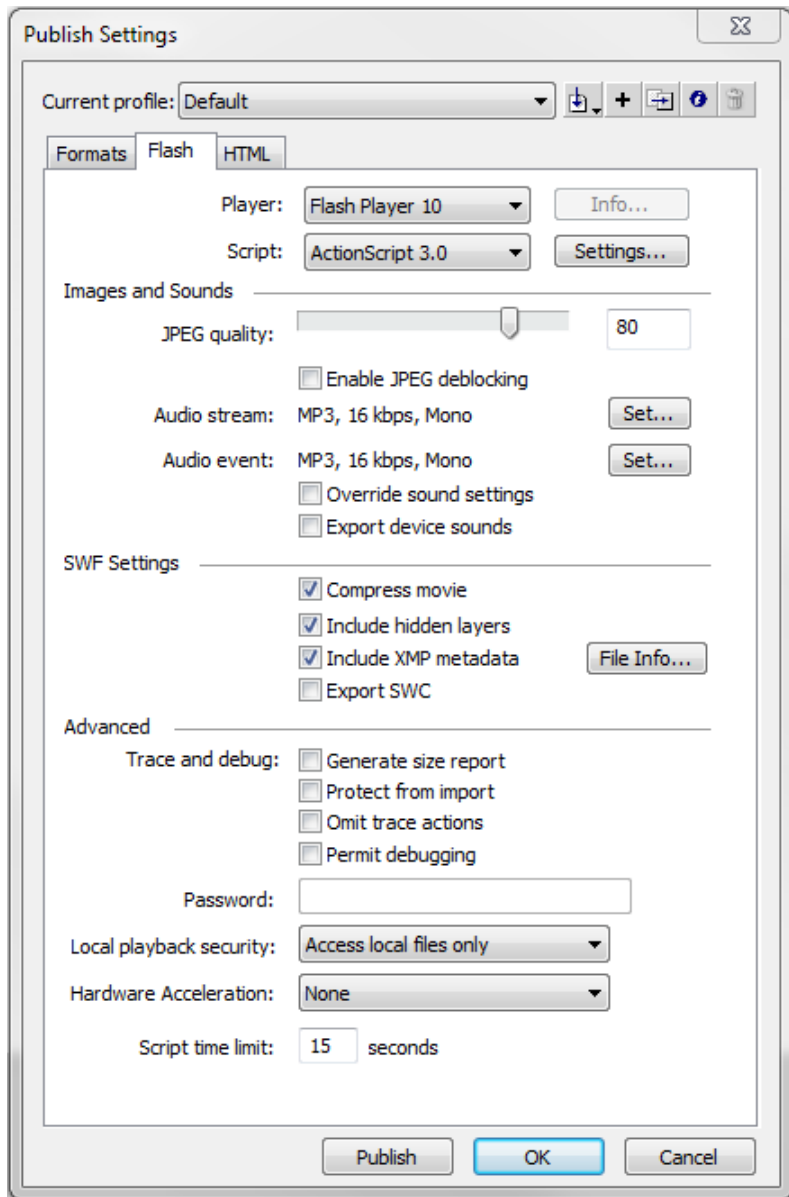 Publish Settings
Current profile: Default
Formats Flash HTML
Player: Flash Player 10 Info...
Script: ActionScript 3.0 Settings...
Images and Sounds
JPEG quality: 80
Enable JPEG deblocking
Audio stream: MP3, 16 kbps, Mono Set...
Audio event: MP3, 16 kbps, Mono Set...
Override sound settings
Export device sounds
SWF Settings
Compress movie
Include hidden layers
Include XMP metadata File Info...
Export SWC
Advanced
Trace and debug: Generate size report
Protect from import
Omit trace actions
Permit debugging
Password:
Local playback security: Access local files only
Hardware Acceleration: None
Script time limit: 15 seconds
Publish OK Cancel